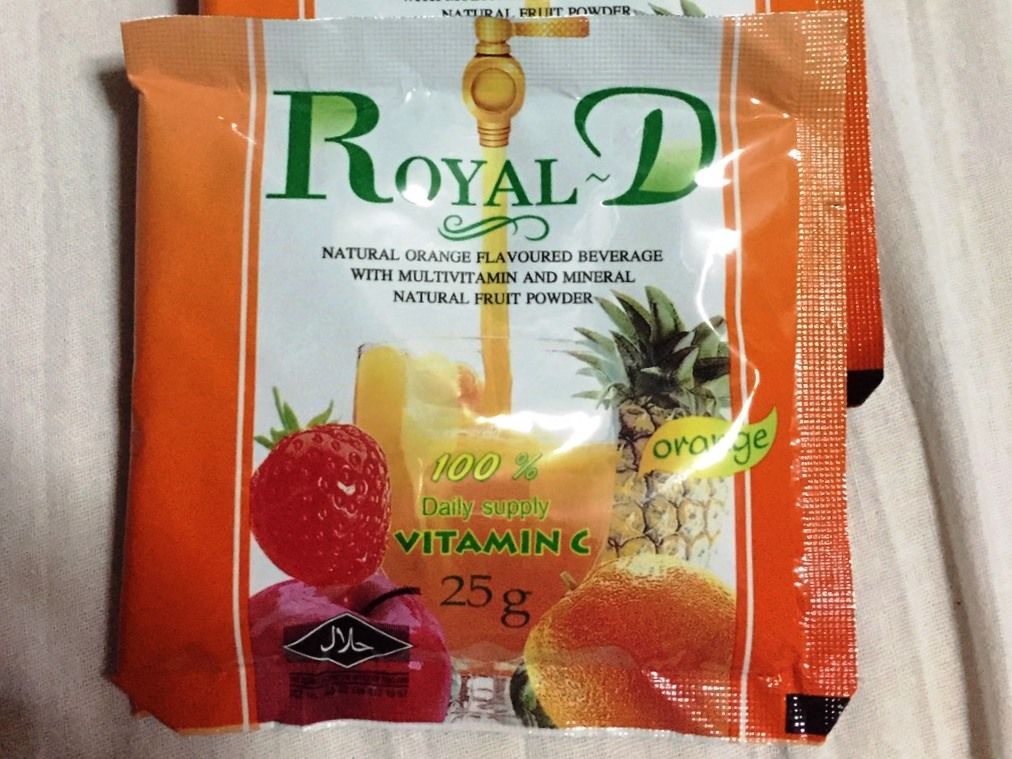 NATURAL FRUIT POWDER
ROYAL~D
NATURAL ORANGE FLAVOURED BEVERAGE
WITH MULTIVITAMIN AND MINERAL
NATURAL FRUIT POWDER
orange
100 %
Daily supply
VITAMIN C
25 g
حلال